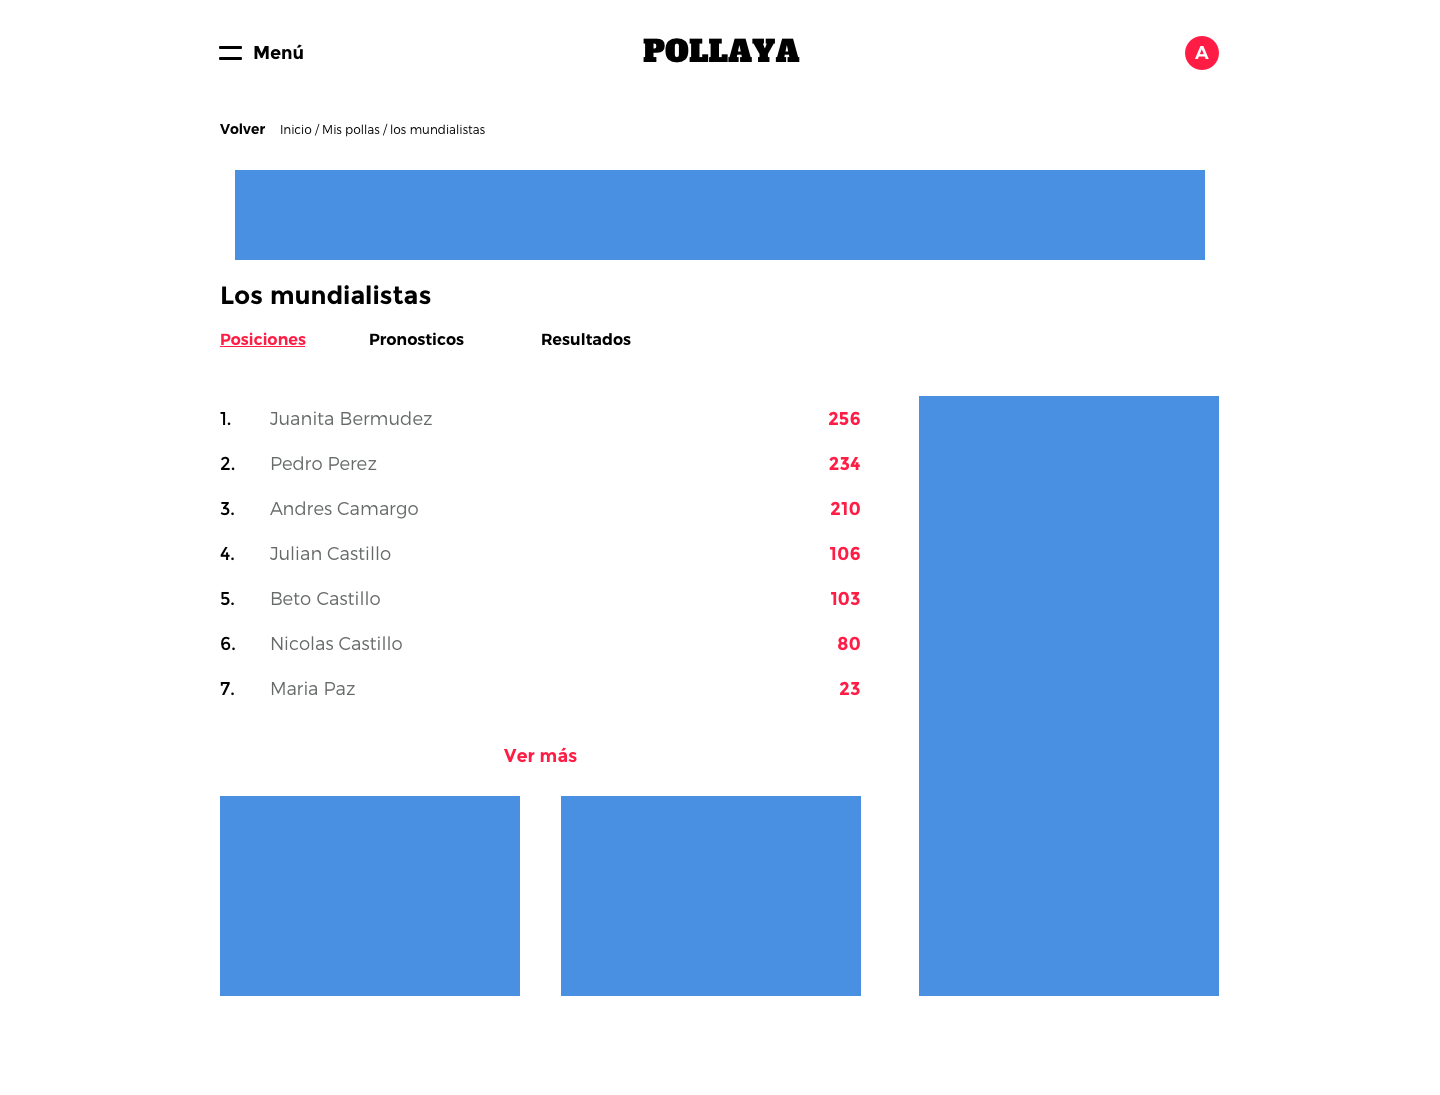 Menú
POLLAYA
A
Volver Inicio / Mis pollas / los mundialistas
Los mundialistas
Posiciones Pronosticos Resultados
1. Juanita Bermudez 256
2. Pedro Perez 234
3. Andres Camargo 210
4. Julian Castillo 106
5. Beto Castillo 103
6. Nicolas Castillo 80
7. Maria Paz 23
Ver más